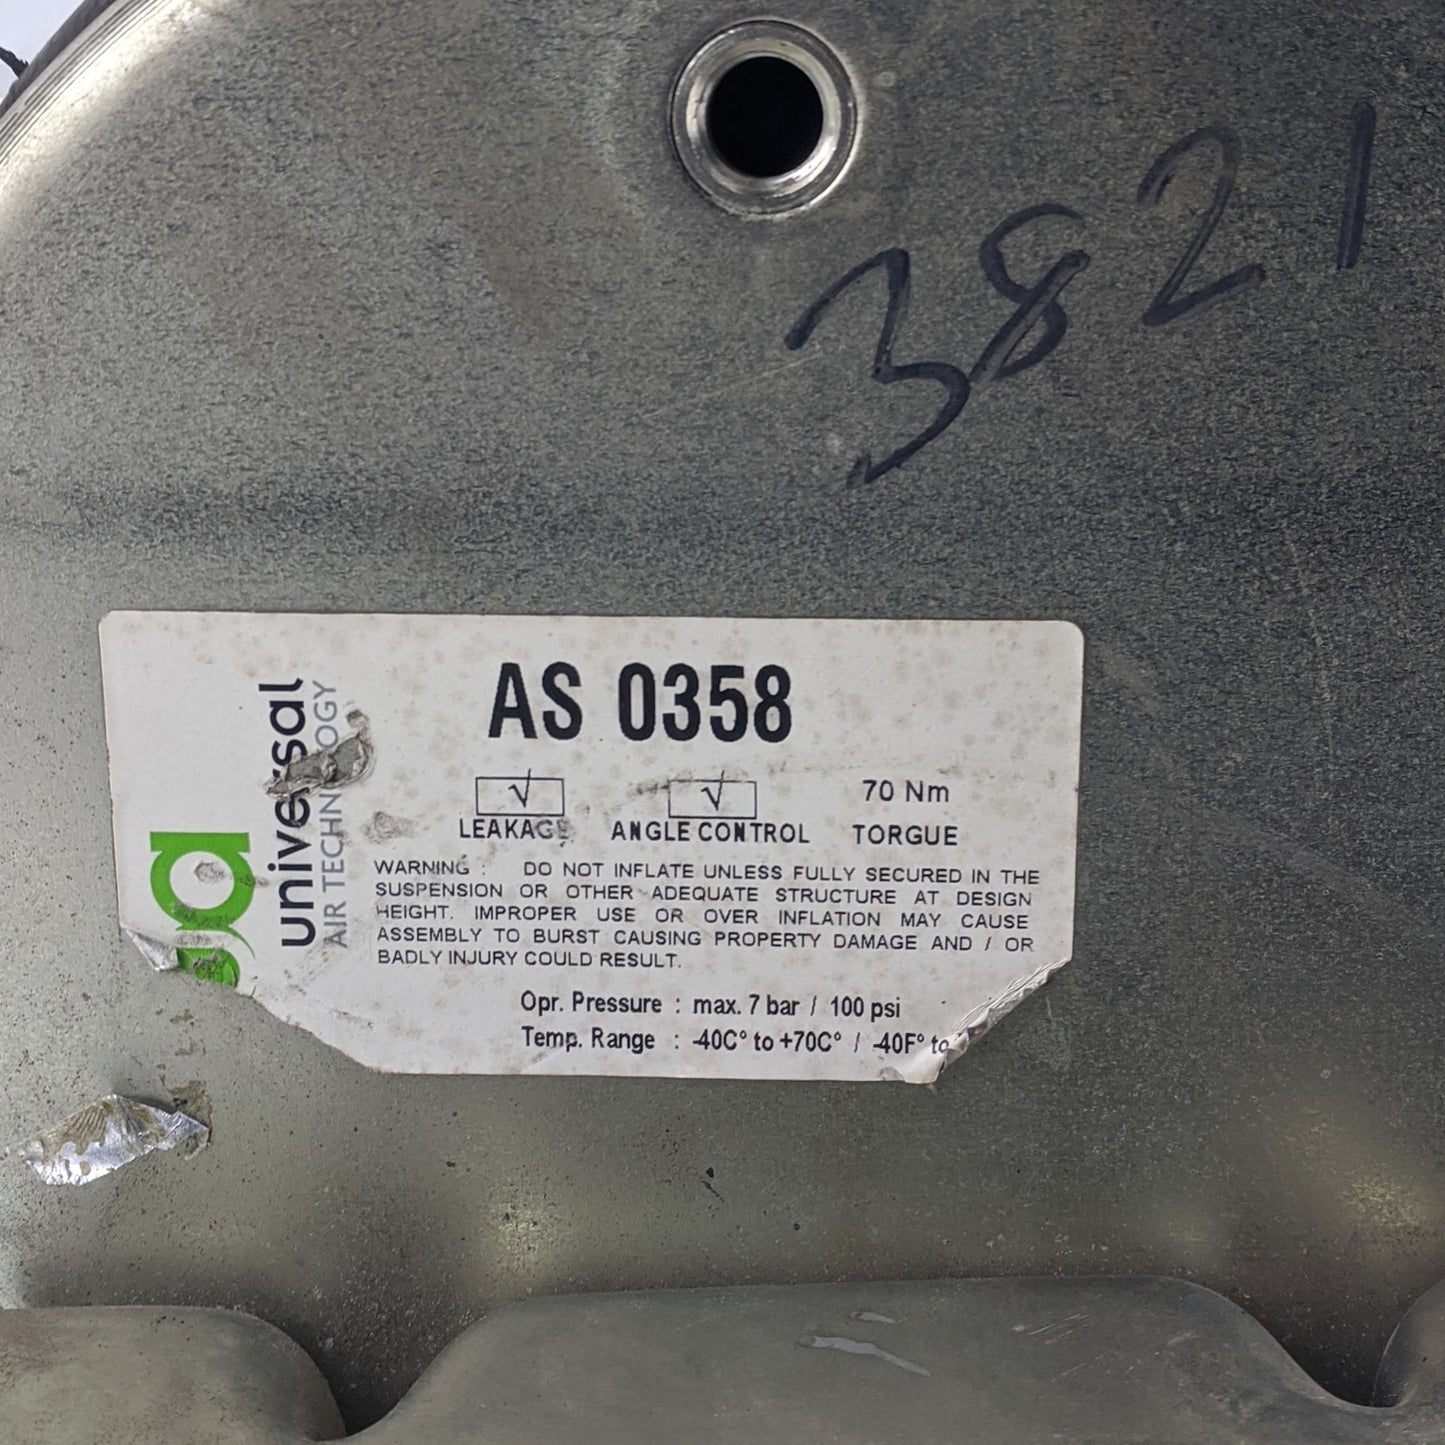 3821
AS 0358
universal
AIR TECHNOLOGY
√ √ 70 Nm
LEAKAGE ANGLE CONTROL TORGUE
WARNING : DO NOT INFLATE UNLESS FULLY SECURED IN THE
SUSPENSION OR OTHER ADEQUATE STRUCTURE AT DESIGN
HEIGHT. IMPROPER USE OR OVER INFLATION MAY CAUSE
ASSEMBLY TO BURST CAUSING PROPERTY DAMAGE AND / OR
BADLY INJURY COULD RESULT.
Opr. Pressure : max. 7 bar / 100 psi
Temp. Range : -40C° to +70C° / -40F° to